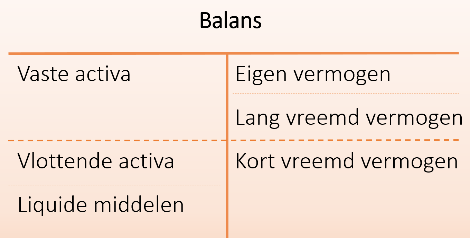 Balans
Vaste activa
Eigen vermogen
Lang vreemd vermogen
Vlottende activa
Kort vreemd vermogen
Liquide middelen